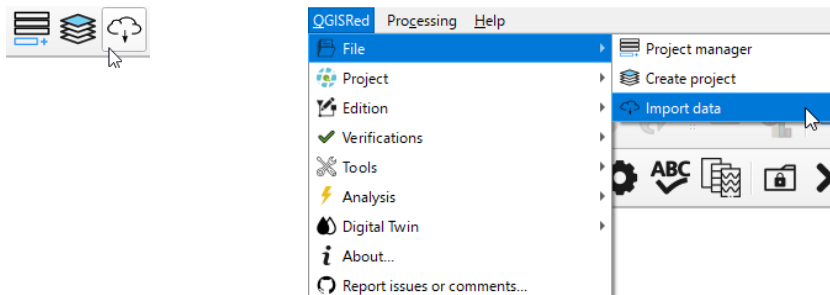 QGISRed Processing Help
File
Project manager
Project
Create project
Edition
Import data
Verifications
Tools
ABC
Analysis
Digital Twin
About...
Report issues or comments...